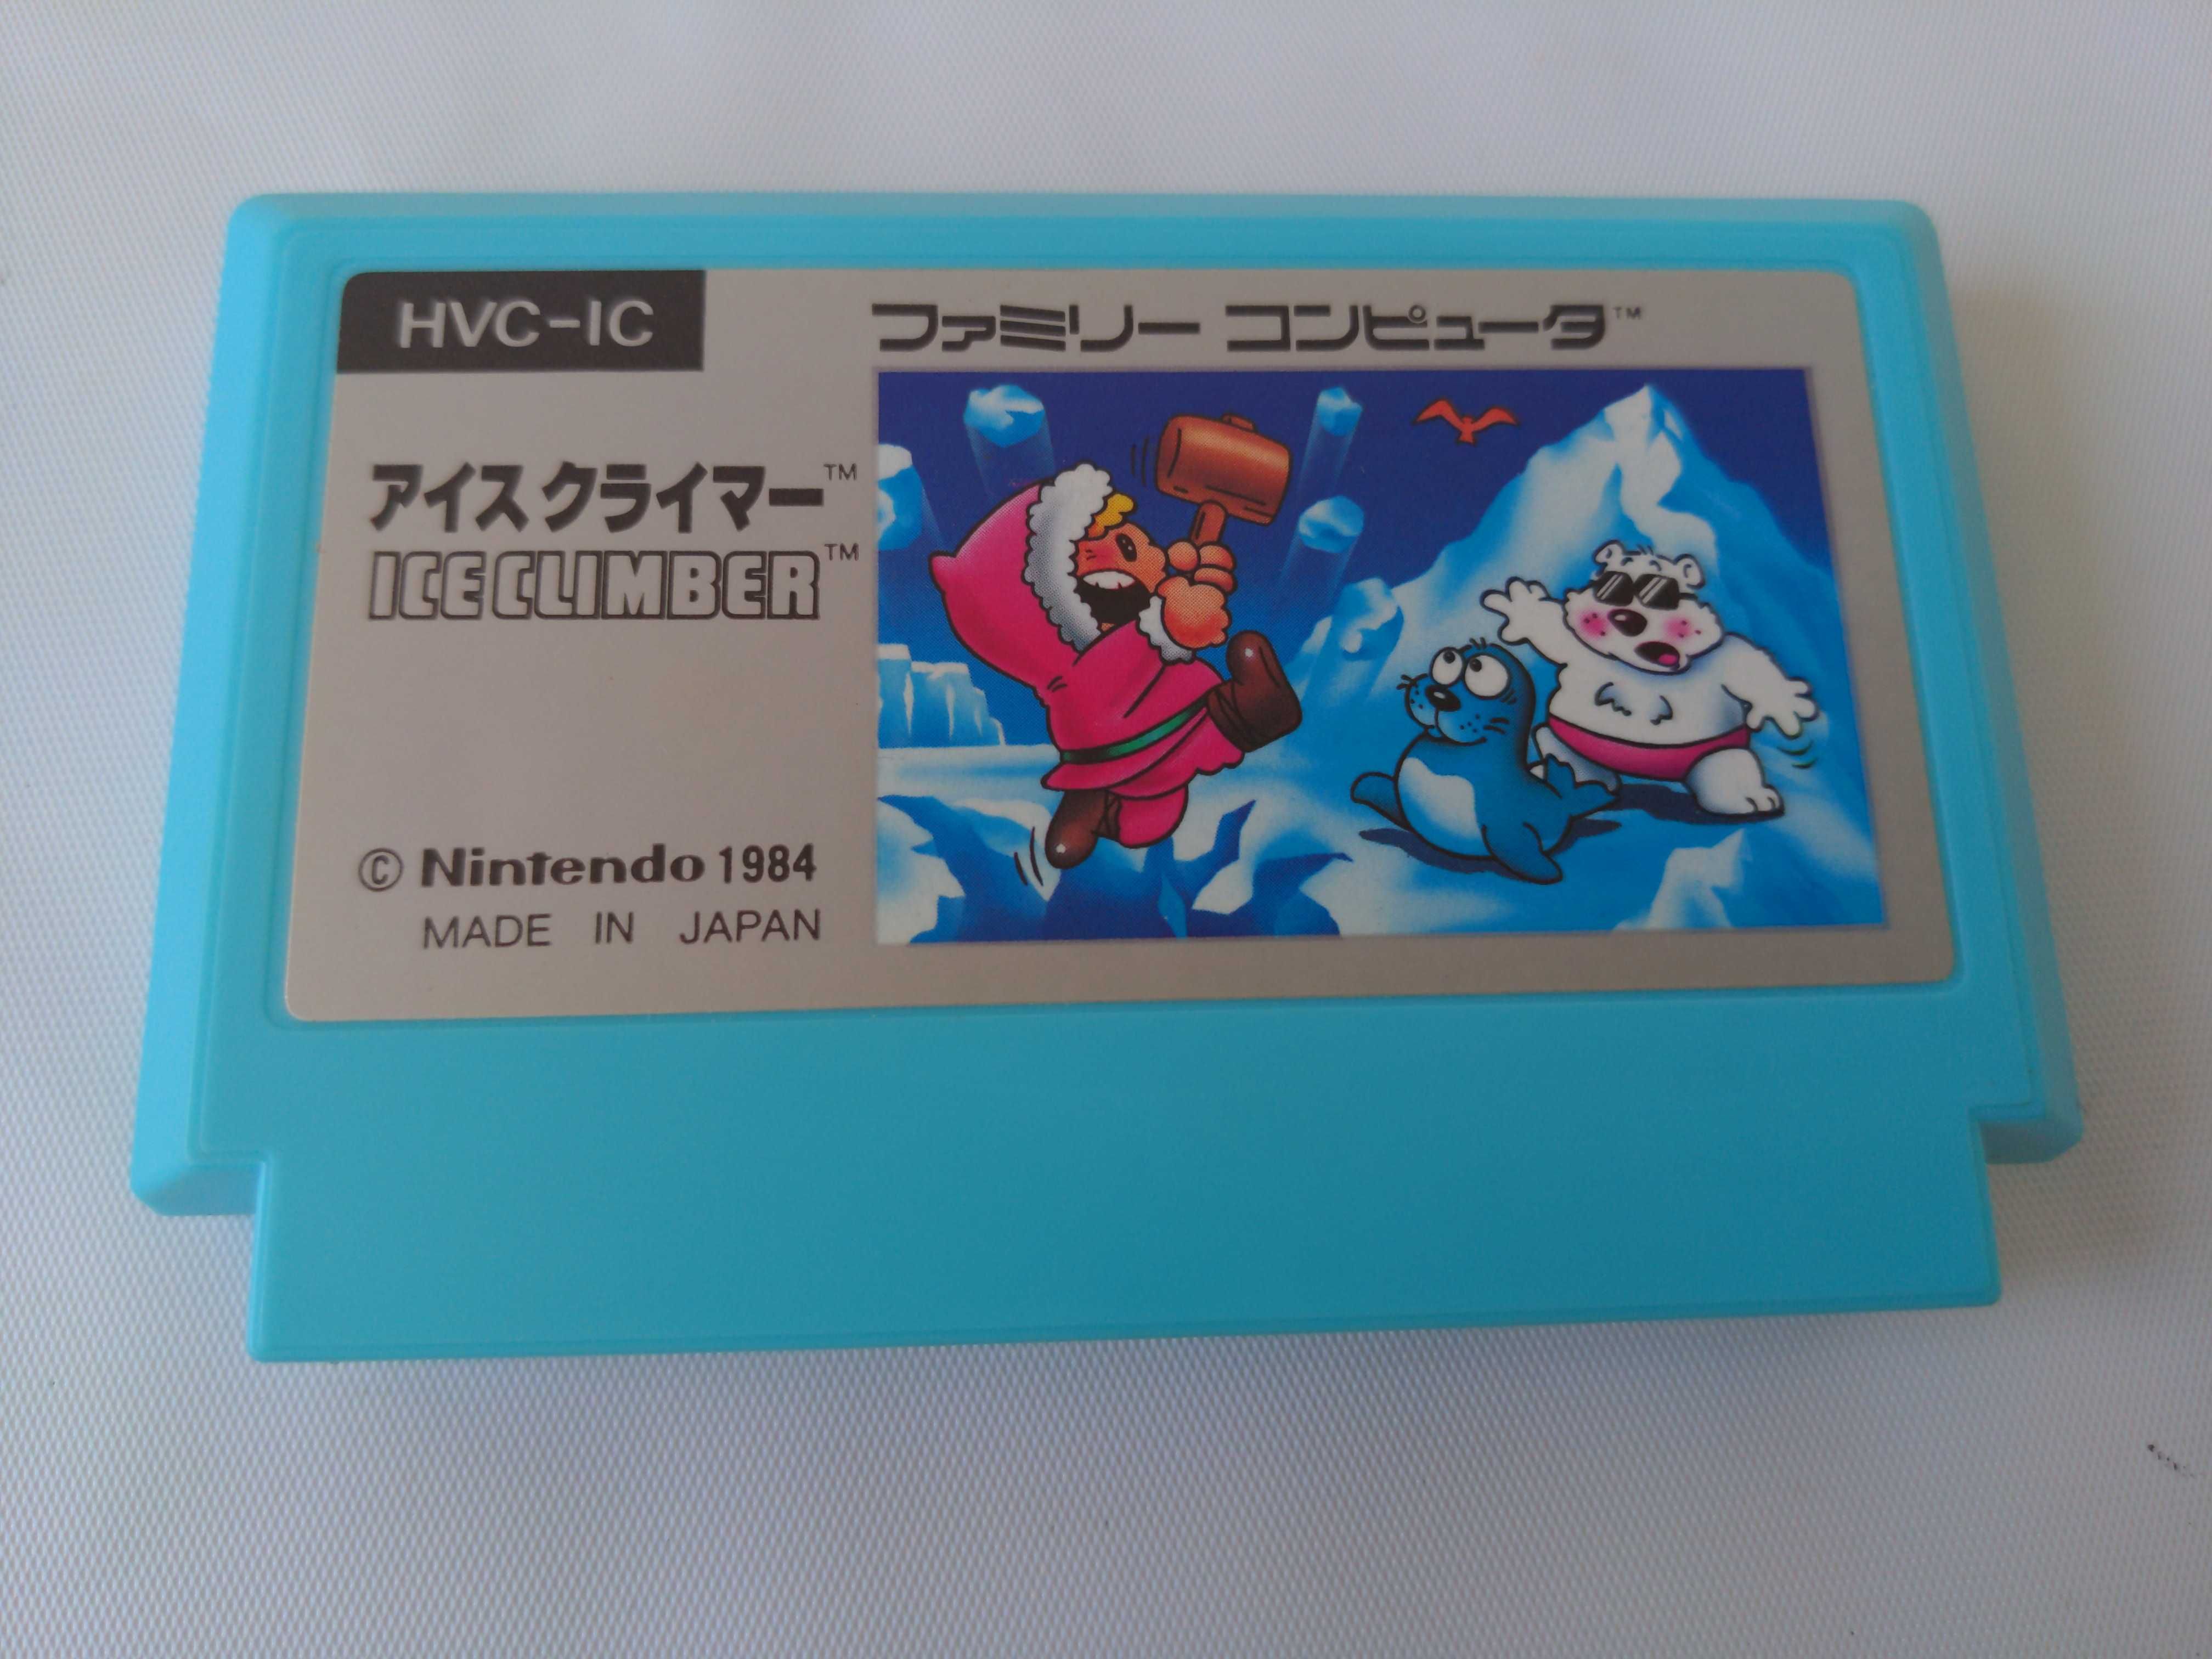 HVC-IC
ファミリー コンピュータ™
アイスクライマー™
ICE CLIMBER™
© Nintendo 1984
MADE IN JAPAN